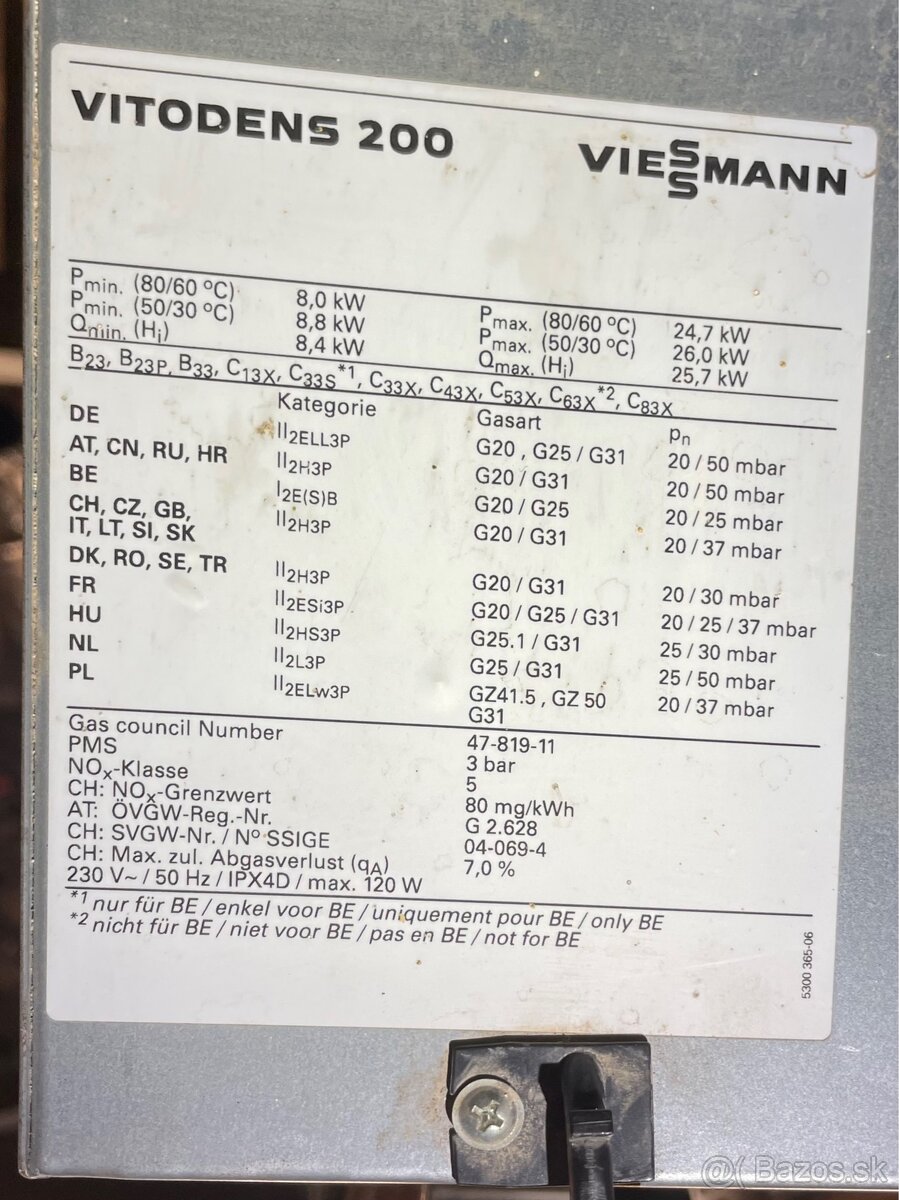 VITODENS 200
VIESSMANN
Pmin. (80/60 ºC) 8,0 kW Pmax. (80/60 ºC) 24,7 kW
Pmin. (50/30 ºC) 8,8 kW Pmax. (50/30 ºC) 26,0 kW
Qmin. (Hi) 8,4 kW Qmax. (Hi) 25,7 kW
B23, B23P, B33, C13X, C33S*1, C33X, C43X, C53X, C63X*2, C83X
Kategorie Gasart pn
DE II2ELL3P G20 , G25 / G31 20 / 50 mbar
AT, CN, RU, HR II2H3P G20 / G31 20 / 50 mbar
BE I2E(S)B G20 / G25 20 / 25 mbar
CH, CZ, GB, II2H3P G20 / G31 20 / 37 mbar
IT, LT, SI, SK
DK, RO, SE, TR II2H3P G20 / G31 20 / 30 mbar
FR II2ESi3P G20 / G25 / G31 20 / 25 / 37 mbar
HU II2HS3P G25.1 / G31 25 / 30 mbar
NL II2L3P G25 / G31 25 / 50 mbar
PL II2ELw3P GZ41.5 , GZ 50 20 / 37 mbar
G31
Gas council Number 47-819-11
PMS 3 bar
NOx-Klasse 5
CH: NOx-Grenzwert 80 mg/kWh
AT: ÖVGW-Reg.-Nr. G 2.628
CH: SVGW-Nr. / Nº SSIGE 04-069-4
CH: Max. zul. Abgasverlust (qA) 7,0 %
230 V~ / 50 Hz / IPX4D / max. 120 W
*1 nur für BE / enkel voor BE / uniquement pour BE / only BE
*2 nicht für BE / niet voor BE / pas en BE / not for BE
5300 365-06
@( Bazos.sk